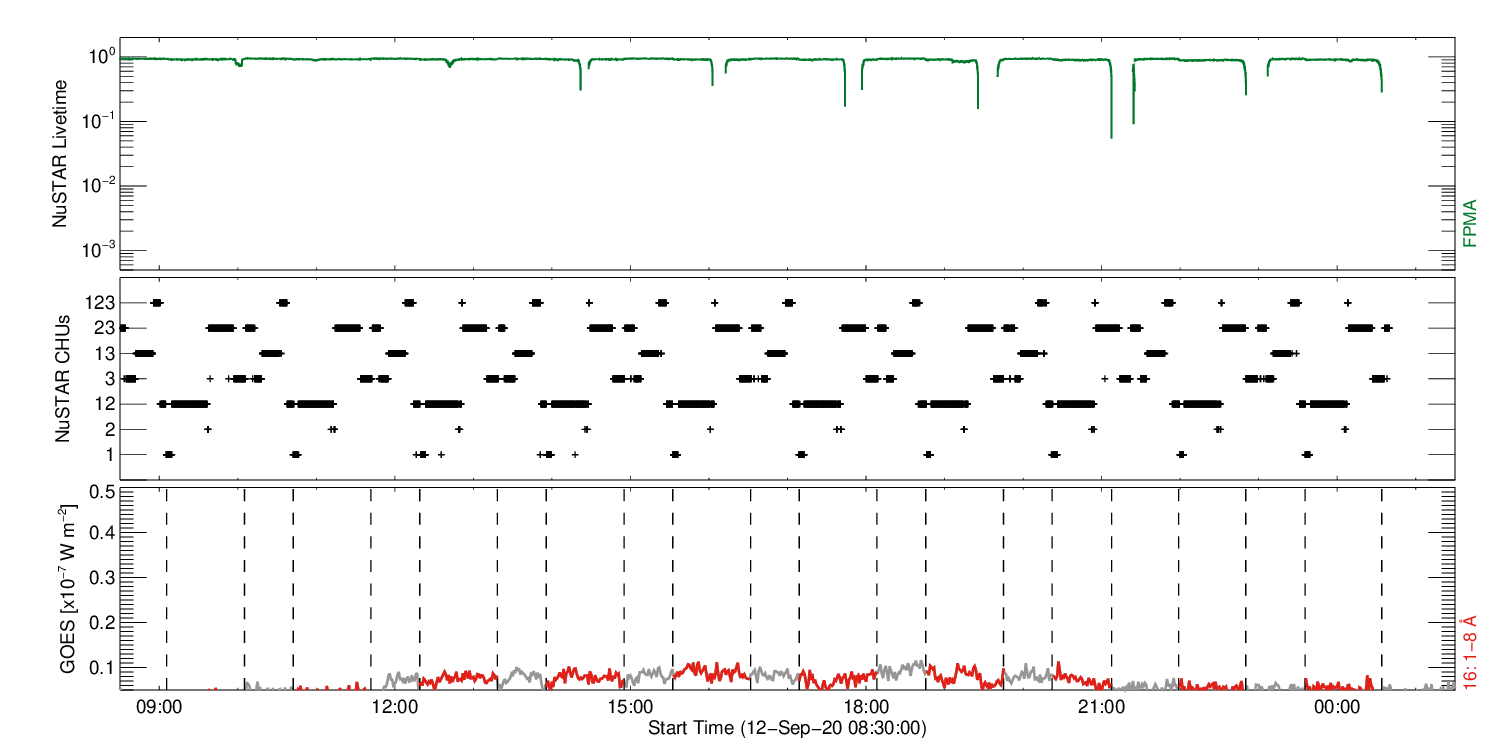 NuSTAR Livetime
10⁰
10⁻¹
10⁻²
10⁻³
FPMA
NuSTAR CHUs
123
23
13
3
12
2
1
GOES [x10⁻⁷ W m⁻²]
0.5
0.4
0.3
0.2
0.1
16: 1−8 Å
09:00 12:00 15:00 18:00 21:00 00:00
Start Time (12−Sep−20 08:30:00)